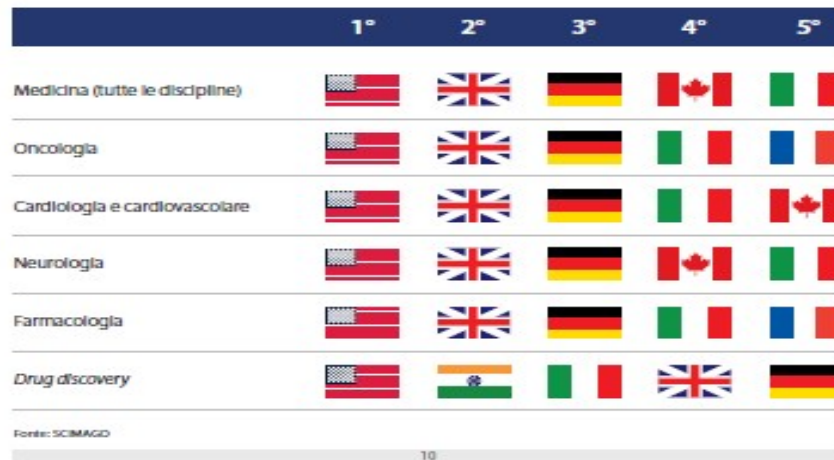 1° 2° 3° 4° 5°
Medicina (tutte le discipline)
Oncologia
Cardiologia e cardiovascolare
Neurologia
Farmacologia
Drug discovery
Fonte: SCIMAGO
10